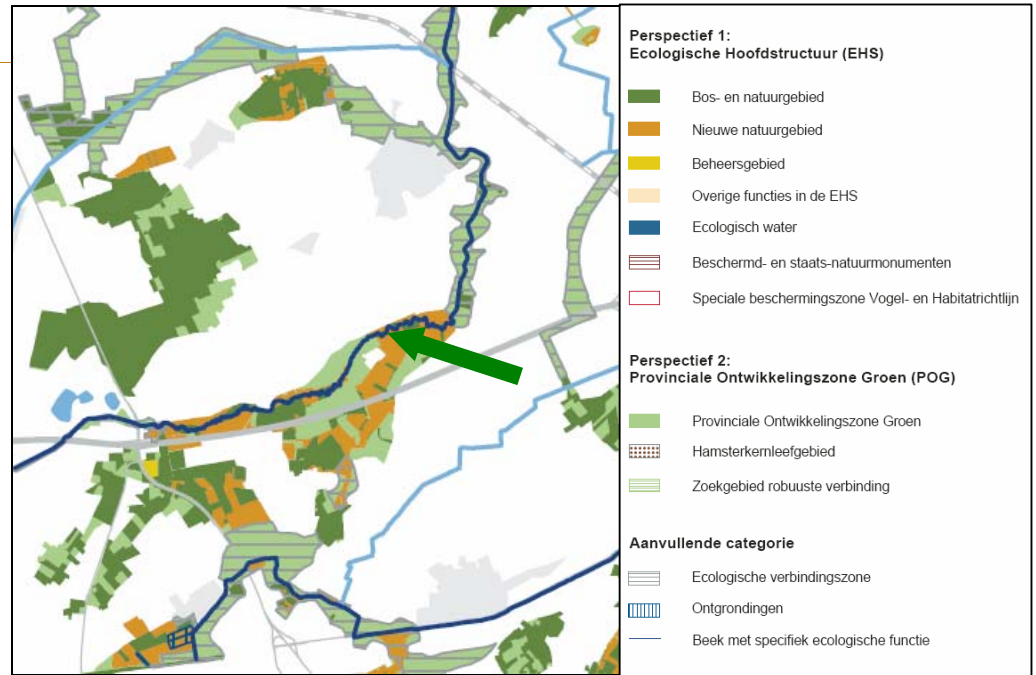 Perspectief 1:
Ecologische Hoofdstructuur (EHS)
Bos- en natuurgebied
Nieuwe natuurgebied
Beheersgebied
Overige functies in de EHS
Ecologisch water
Beschermd- en staats-natuurmonumenten
Speciale beschermingszone Vogel- en Habitatrichtlijn
Perspectief 2:
Provinciale Ontwikkelingszone Groen (POG)
Provinciale Ontwikkelingszone Groen
Hamsterkernleefgebied
Zoekgebied robuuste verbinding
Aanvullende categorie
Ecologische verbindingszone
Ontgrondingen
Beek met specifiek ecologische functie